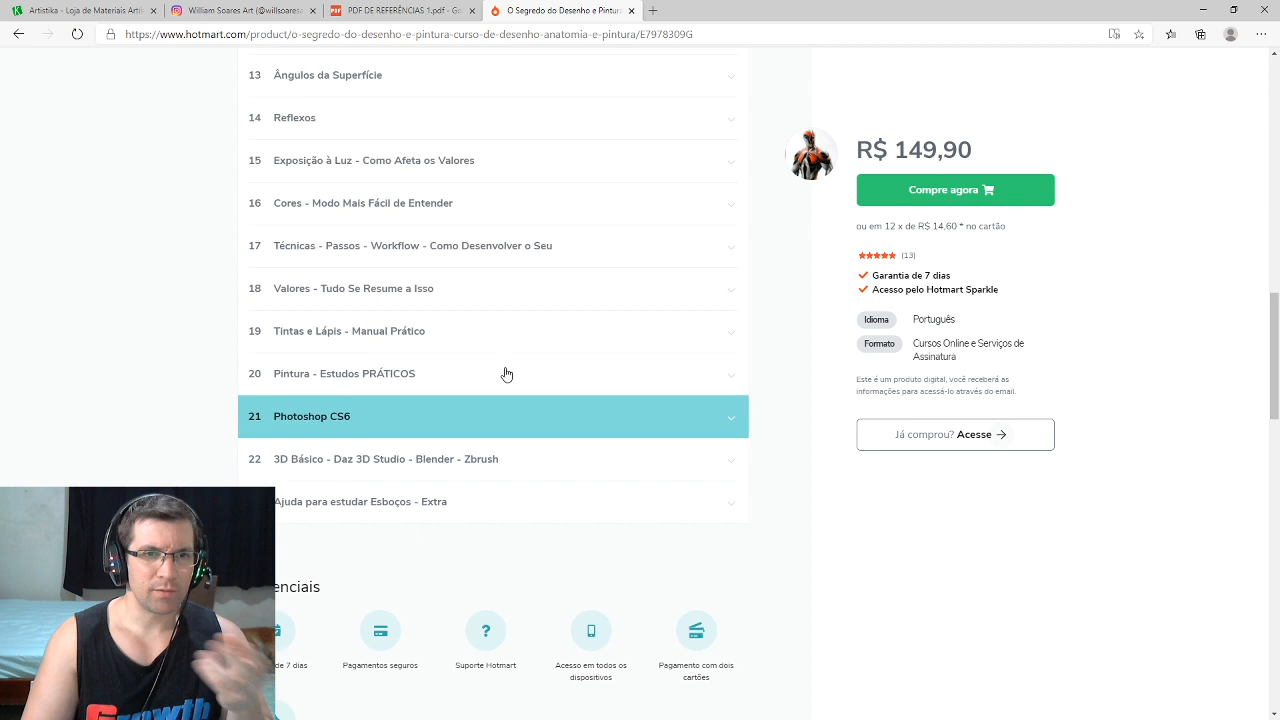 Artistika - Loja de Materiais Arti
Wiliam Soares Art (@wilianssoares
PDF DE REFERÊNCIAS 1.pdf - Go
O Segredo do Desenho e Pintura
https://www.hotmart.com/product/o-segredo-do-desenho-e-pintura-curso-de-desenho-anatomia-e-pintura/E7978309G
13 Ângulos da Superfície
14 Reflexos
15 Exposição à Luz - Como Afeta os Valores
16 Cores - Modo Mais Fácil de Entender
17 Técnicas - Passos - Workflow - Como Desenvolver o Seu
18 Valores - Tudo Se Resume a Isso
19 Tintas e Lápis - Manual Prático
20 Pintura - Estudos PRÁTICOS
21 Photoshop CS6
22 3D Básico - Daz 3D Studio - Blender - Zbrush
Ajuda para estudar Esboços - Extra
enciais
de 7 dias
Pagamentos seguros
Suporte Hotmart
Acesso em todos os
dispositivos
Pagamento com dois
cartões
R$ 149,90
Compre agora
ou em 12 x de R$ 14,60 * no cartão
(13)
Garantia de 7 dias
Acesso pelo Hotmart Sparkle
Idioma Português
Formato Cursos Online e Serviços de
Assinatura
Este é um produto digital, você receberá as
informações para acessá-lo através do email.
Já comprou? Acesse
Growth